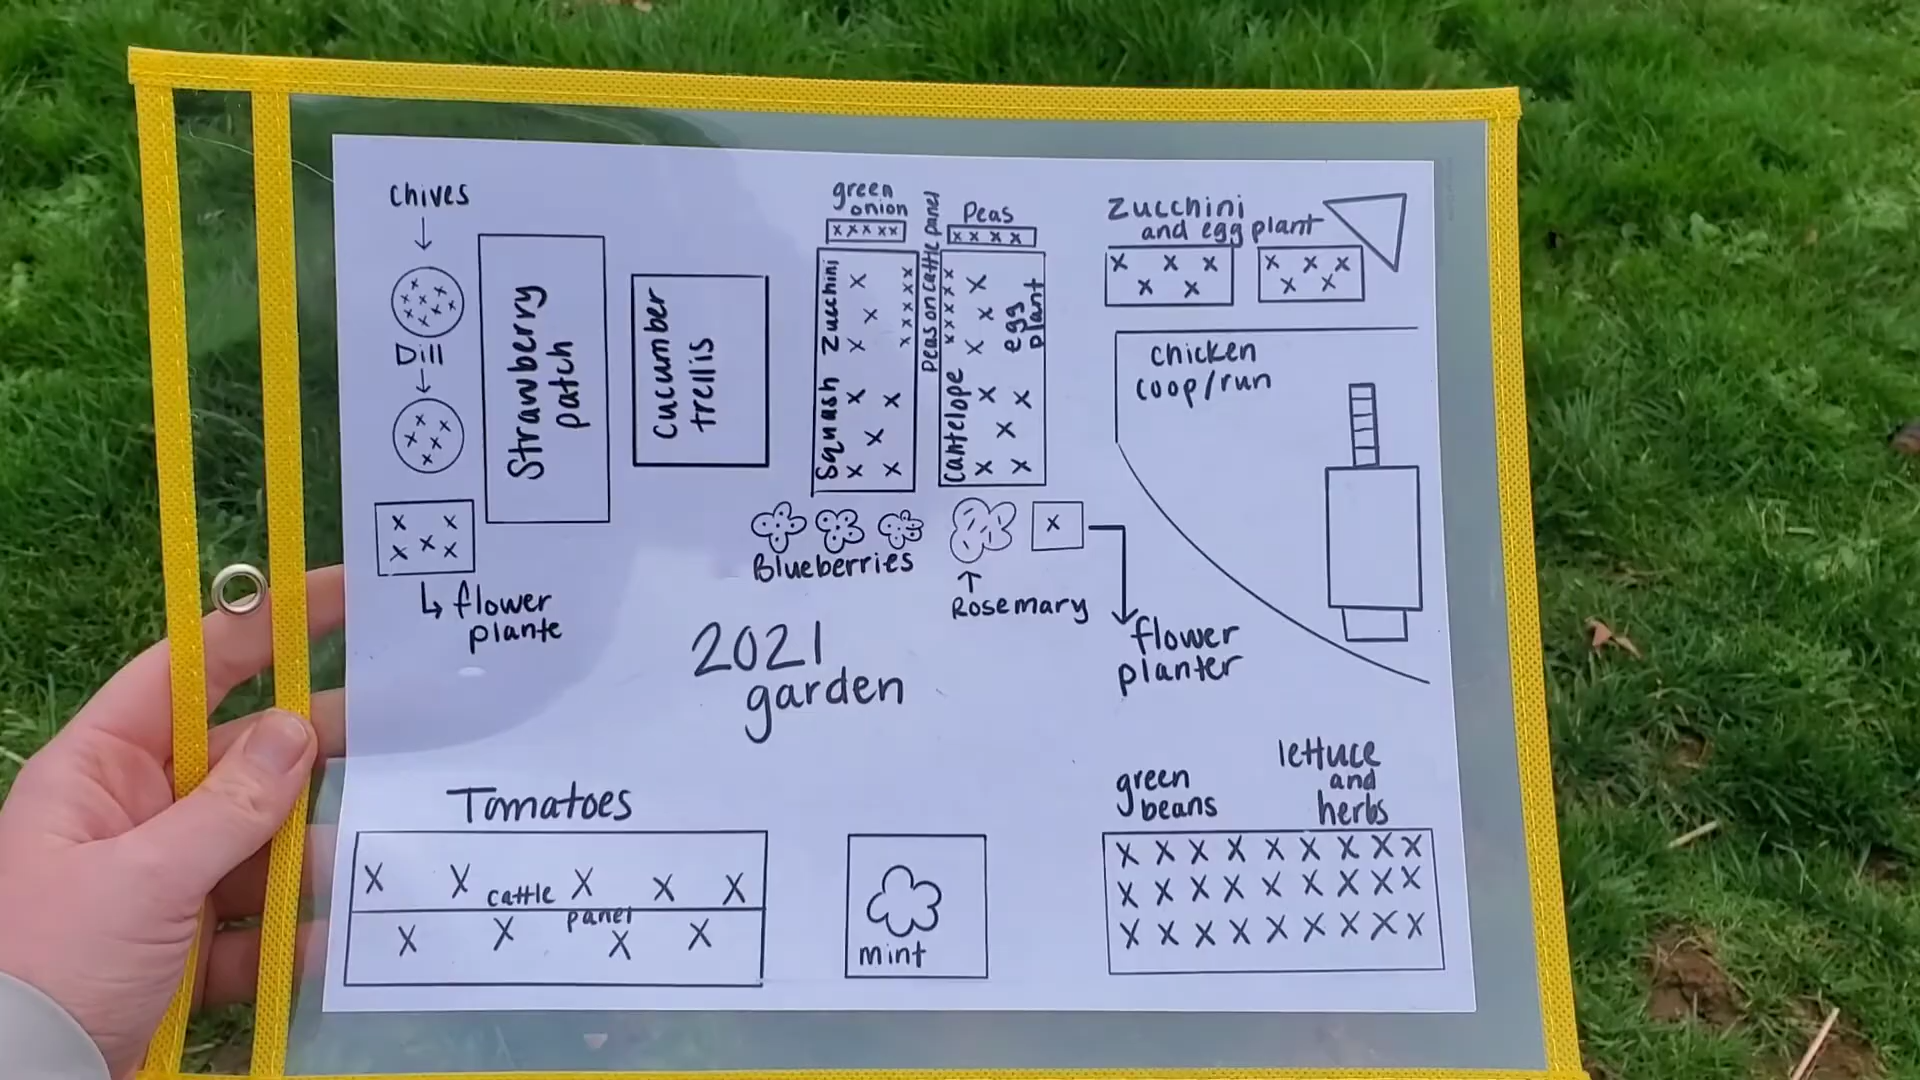 chives
Dill
Strawberry
patch
↳ flower
plante
Cucumber
trellis
green
onion
xxxxx
Zucchini
Squash
peas on cattle panel
Peas
xxxx
egg
plant
Cantelope
Zucchini
and egg plant
chicken
coop/run
Blueberries
Rosemary
flower
planter
2021
garden
Tomatoes
cattle
panel
mint
green
beans
lettuce
and
herbs